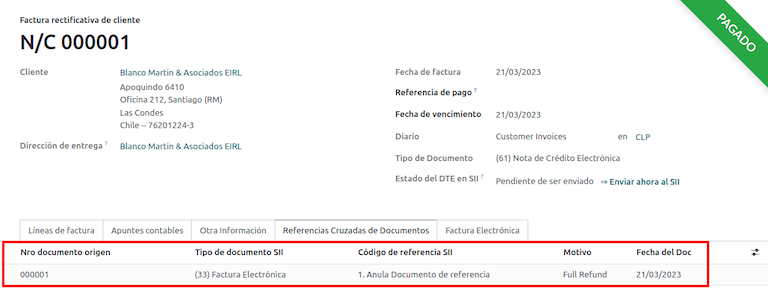 Factura rectificativa de cliente
N/C 000001
PAGADO
Cliente Blanco Martin & Asociados EIRL
Apoquindo 6410
Oficina 212, Santiago (RM)
Las Condes
Chile – 76201224-3
Dirección de entrega ? Blanco Martin & Asociados EIRL
Fecha de factura 21/03/2023
Referencia de pago ?
Fecha de vencimiento 21/03/2023
Diario Customer Invoices en CLP
Tipo de Documento (61) Nota de Crédito Electrónica
Estado del DTE en SII ? Pendiente de ser enviado ⇒ Enviar ahora al SII
Líneas de factura Apuntes contables Otra Información Referencias Cruzadas de Documentos Factura Electrónica
Nro documento origen Tipo de documento SII Código de referencia SII Motivo Fecha del Doc
000001 (33) Factura Electrónica 1. Anula Documento de referencia Full Refund 21/03/2023